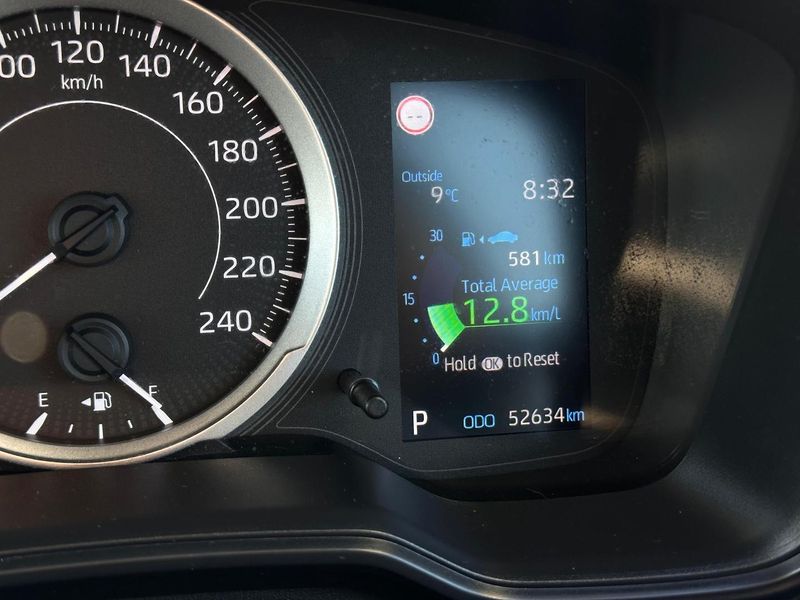 120
km/h
140
160
180
200
220
240
E
F
Outside
9°C
8:32
30
581 km
Total Average
15
12.8 km/L
0
Hold OK to Reset
P
ODO 52634 km